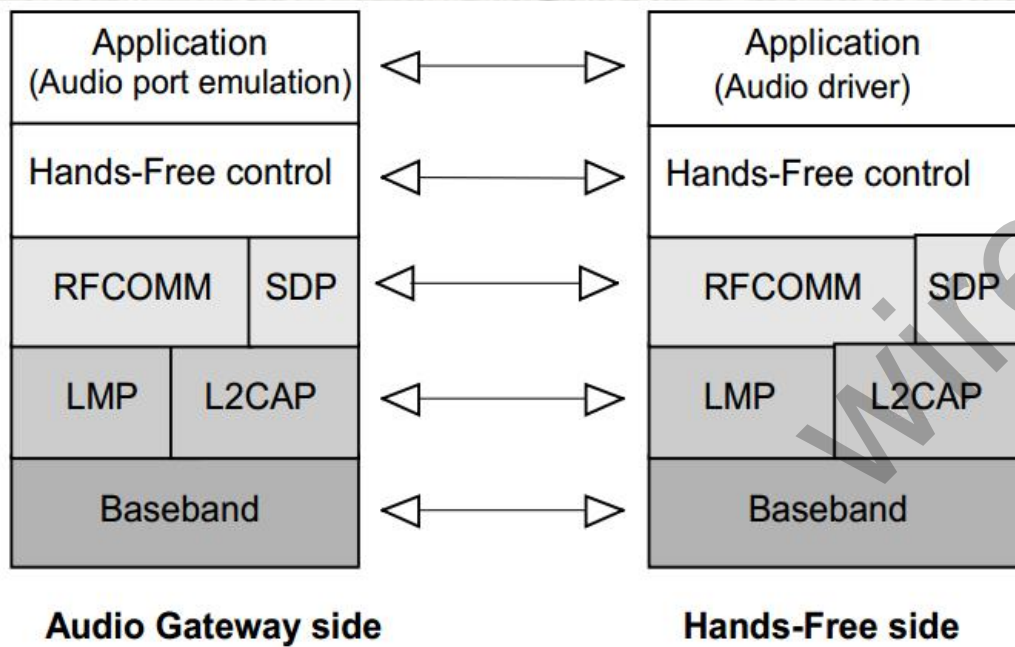 Application
(Audio port emulation)
Application
(Audio driver)
Hands-Free control
Hands-Free control
RFCOMM SDP
RFCOMM SDP
LMP L2CAP
LMP L2CAP
Baseband
Baseband
Audio Gateway side
Hands-Free side